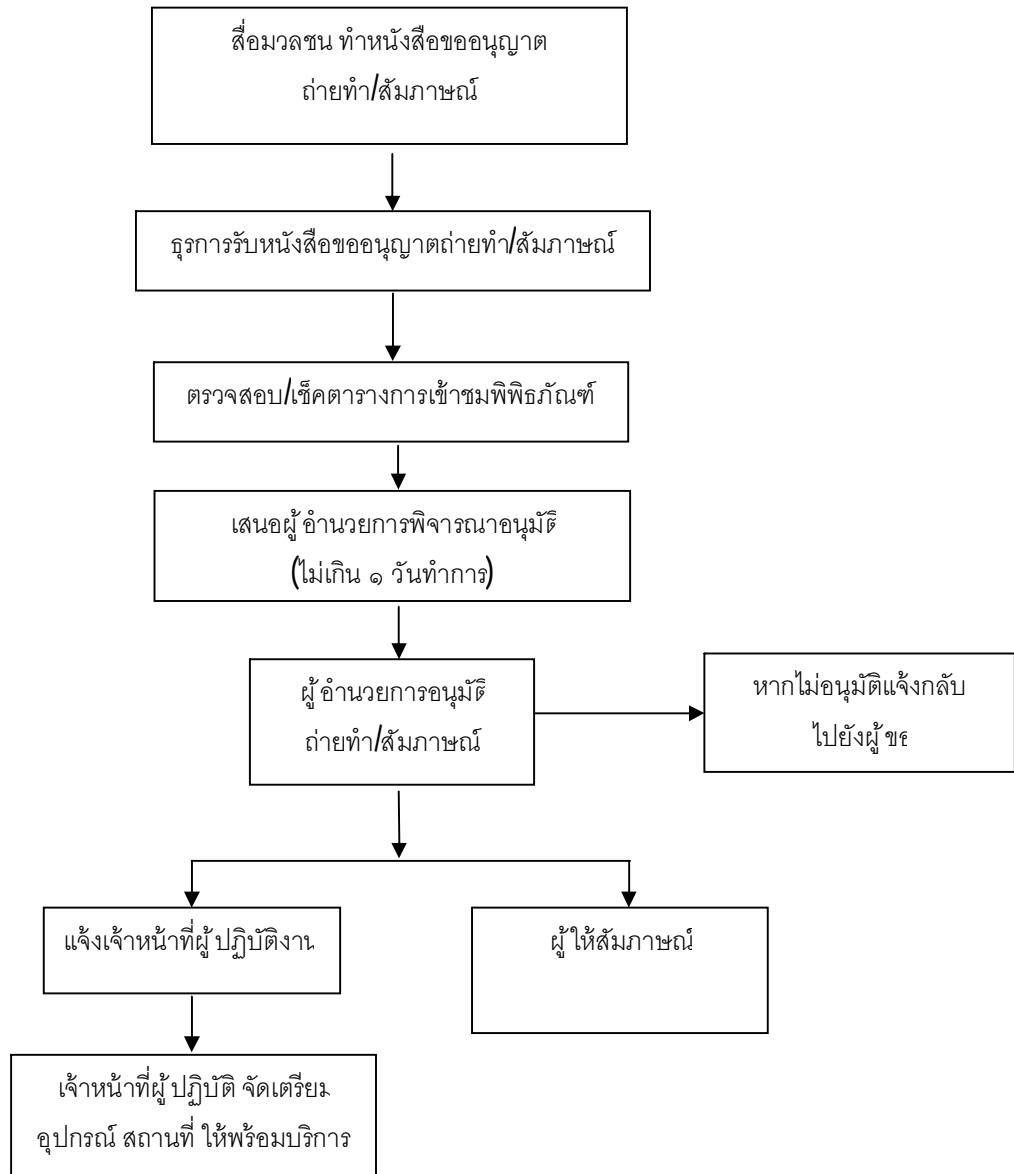 สื่อมวลชน ทำหนังสือขออนุญาต
ถ่ายทำ/สัมภาษณ์
ธุรการรับหนังสือขออนุญาตถ่ายทำ/สัมภาษณ์
ตรวจสอบ/เช็คตารางการเข้าชมพิพิธภัณฑ์
เสนอผู้อำนวยการพิจารณาอนุมัติ
(ไม่เกิน ๑ วันทำการ)
ผู้อำนวยการอนุมัติ
ถ่ายทำ/สัมภาษณ์
หากไม่อนุมัติแจ้งกลับ
ไปยังผู้ขอ
แจ้งเจ้าหน้าที่ผู้ปฏิบัติงาน
ผู้ให้สัมภาษณ์
เจ้าหน้าที่ผู้ปฏิบัติ จัดเตรียม
อุปกรณ์ สถานที่ ให้พร้อมบริการ